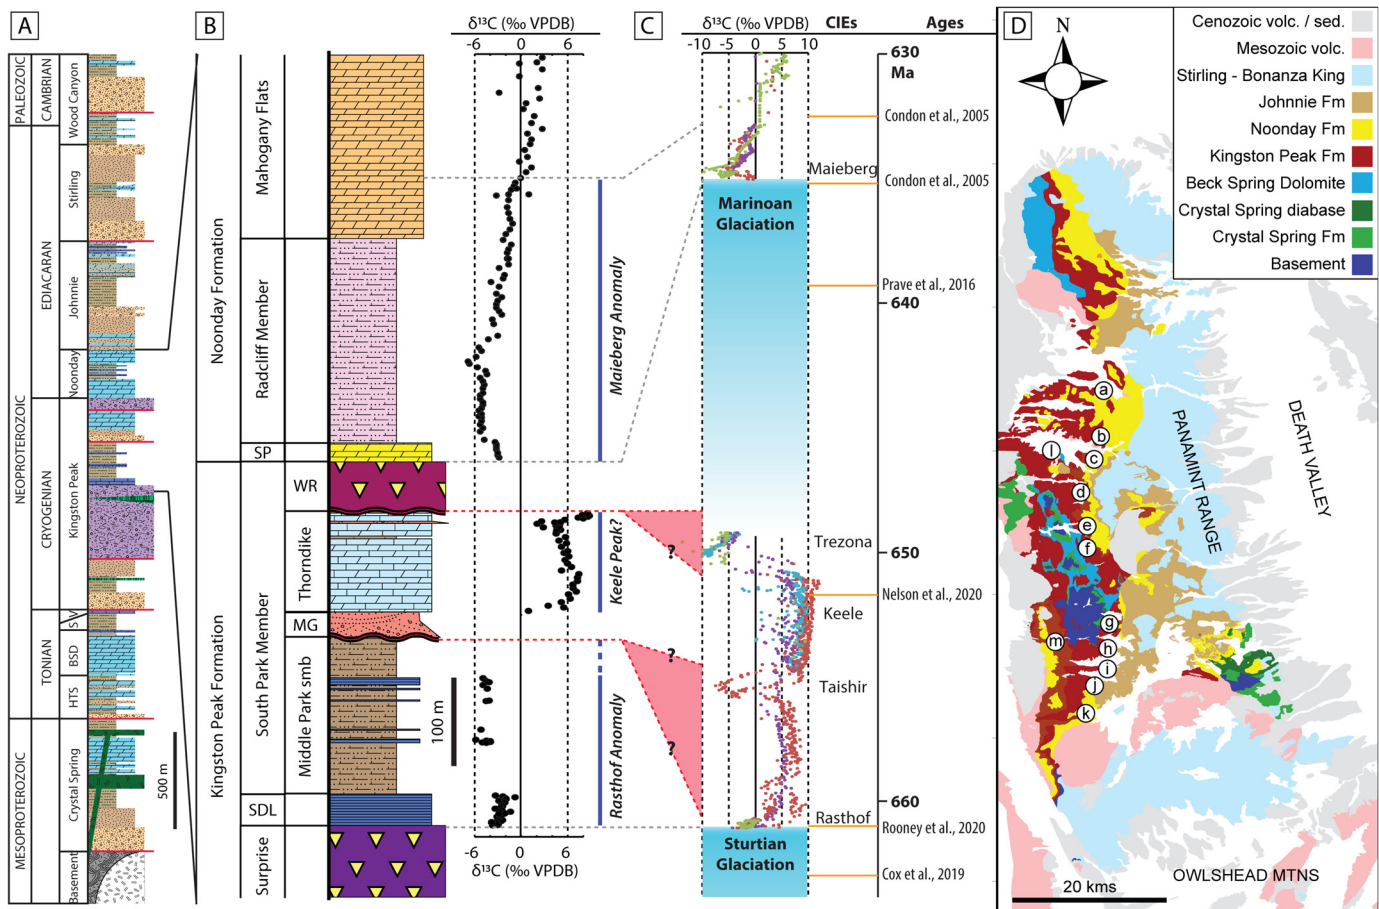 A
PALEOZOIC
CAMBRIAN
Wood Canyon
NEOPROTEROZOIC
EDIACARAN
Stirling
Johnnie
Noonday
CRYOGENIAN
Kingston Peak
TONIAN
SLV
BSD
HTS
MESOPROTEROZOIC
Crystal Spring
500 m
Basement
B
δ¹³C (‰ VPDB)
-6 0 6
Noonday Formation
Mahogany Flats
Radcliff Member
SP
Maieberg Anomaly
Kingston Peak Formation
WR
South Park Member
Thorndike
Keele Peak?
MG
Middle Park smb
100 m
Rasthof Anomaly
SDL
Surprise
-6 0 6
δ¹³C (‰ VPDB)
C
δ¹³C (‰ VPDB) CIEs Ages
-10 -5 0 5 10
630
Ma
Condon et al., 2005
Maieberg
Condon et al., 2005
Marinoan
Glaciation
Prave et al., 2016
640
Trezona
650
?
Nelson et al., 2020
Keele
?
Taishir
?
660
Rasthof
Rooney et al., 2020
Sturtian
Glaciation
Cox et al., 2019
D
N
Cenozoic volc. / sed.
Mesozoic volc.
Stirling - Bonanza King
Johnnie Fm
Noonday Fm
Kingston Peak Fm
Beck Spring Dolomite
Crystal Spring diabase
Crystal Spring Fm
Basement
a
b
l
c
d
e
f
g
m
h
i
j
k
PANAMINT RANGE
DEATH VALLEY
OWLSHEAD MTNS
20 kms